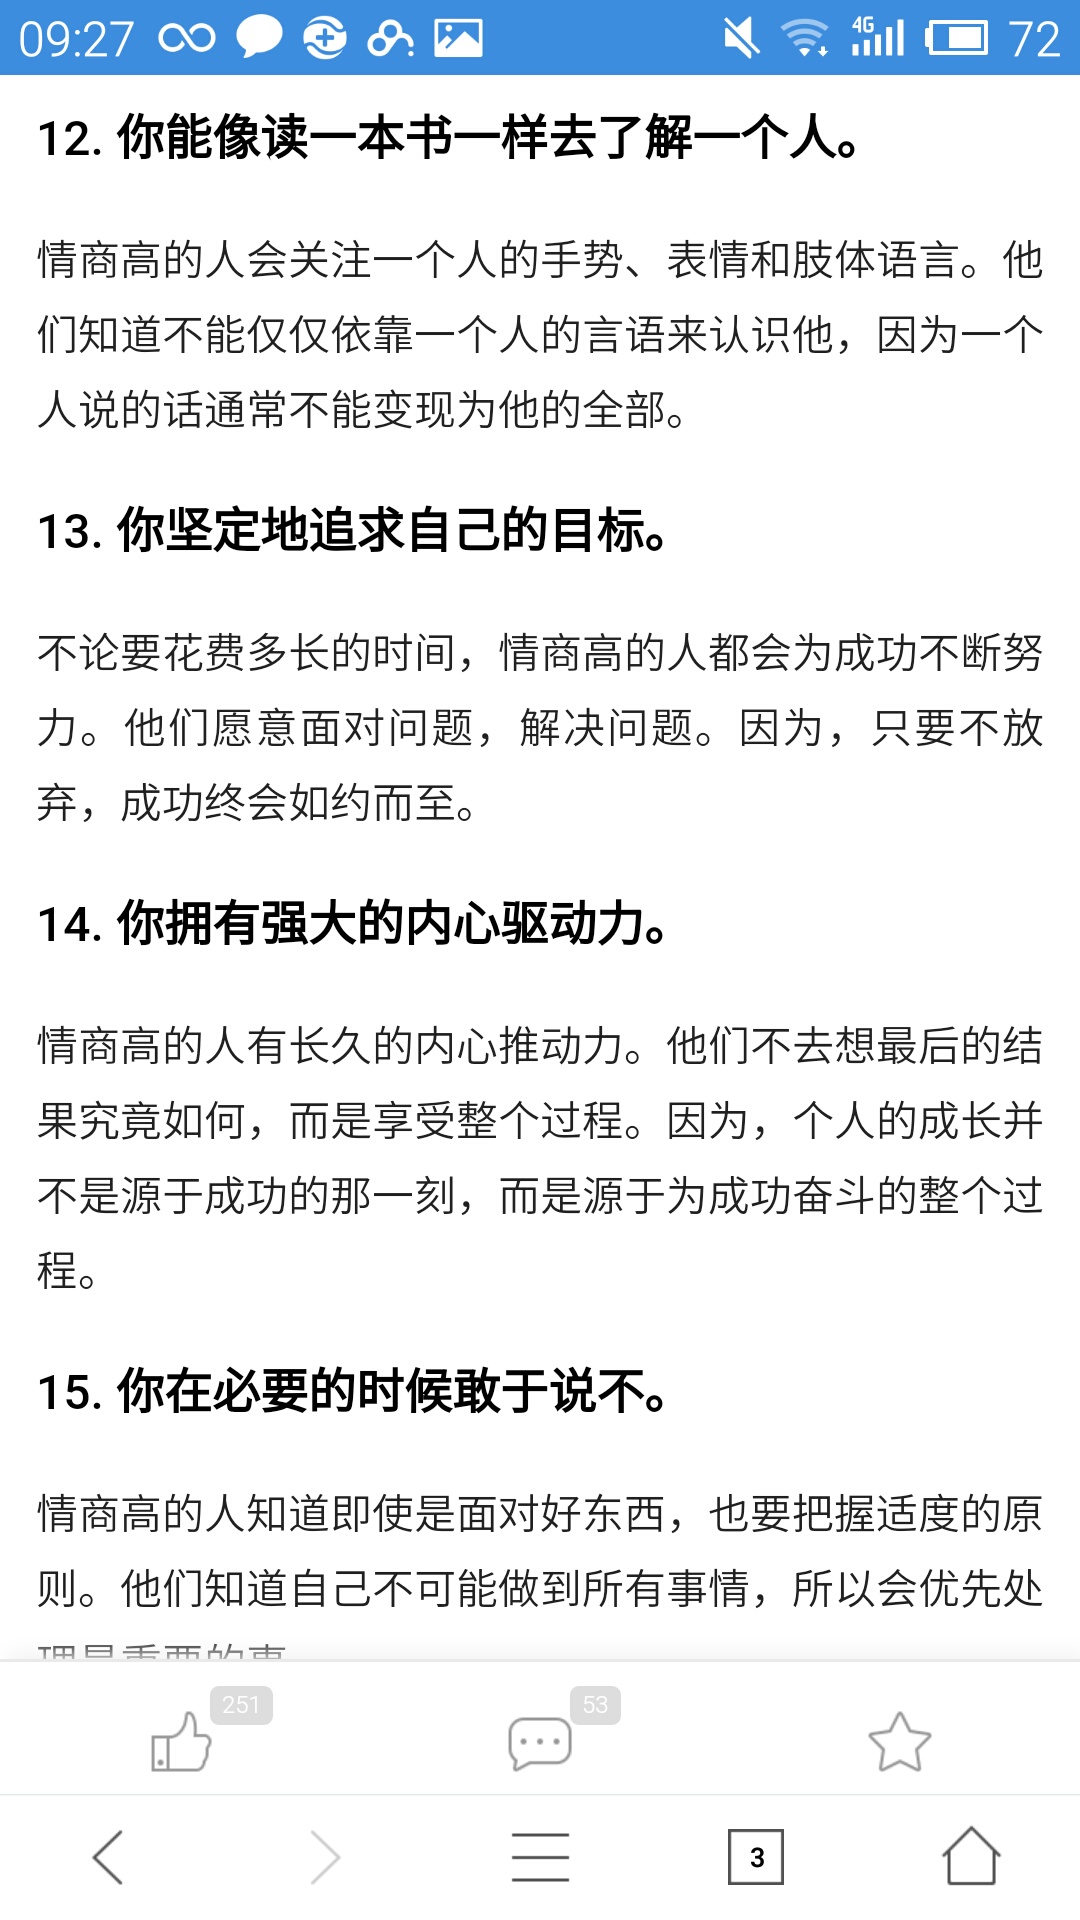 09:27
4G
72
12. 你能像读一本书一样去了解一个人。
情商高的人会关注一个人的手势、表情和肢体语言。他
们知道不能仅仅依靠一个人的言语来认识他，因为一个
人说的话通常不能变现为他的全部。
13. 你坚定地追求自己的目标。
不论要花费多长的时间，情商高的人都会为成功不断努
力。他们愿意面对问题，解决问题。因为，只要不放
弃，成功终会如约而至。
14. 你拥有强大的内心驱动力。
情商高的人有长久的内心推动力。他们不去想最后的结
果究竟如何，而是享受整个过程。因为，个人的成长并
不是源于成功的那一刻，而是源于为成功奋斗的整个过
程。
15. 你在必要的时候敢于说不。
情商高的人知道即使是面对好东西，也要把握适度的原
则。他们知道自己不可能做到所有事情，所以会优先处
理最重要的事
251
53
3